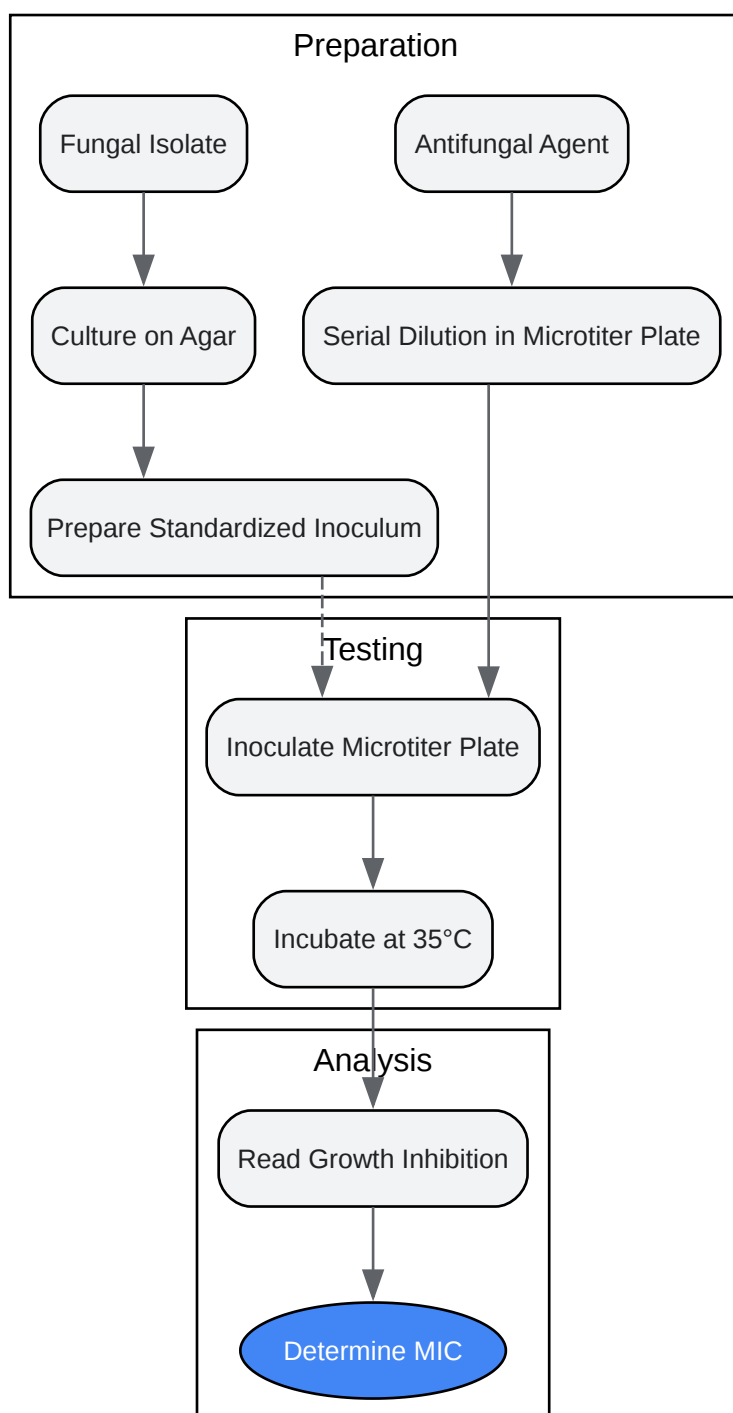 Preparation
Fungal Isolate
Antifungal Agent
Culture on Agar
Serial Dilution in Microtiter Plate
Prepare Standardized Inoculum
Testing
Inoculate Microtiter Plate
Incubate at 35°C
Analysis
Read Growth Inhibition
Determine MIC